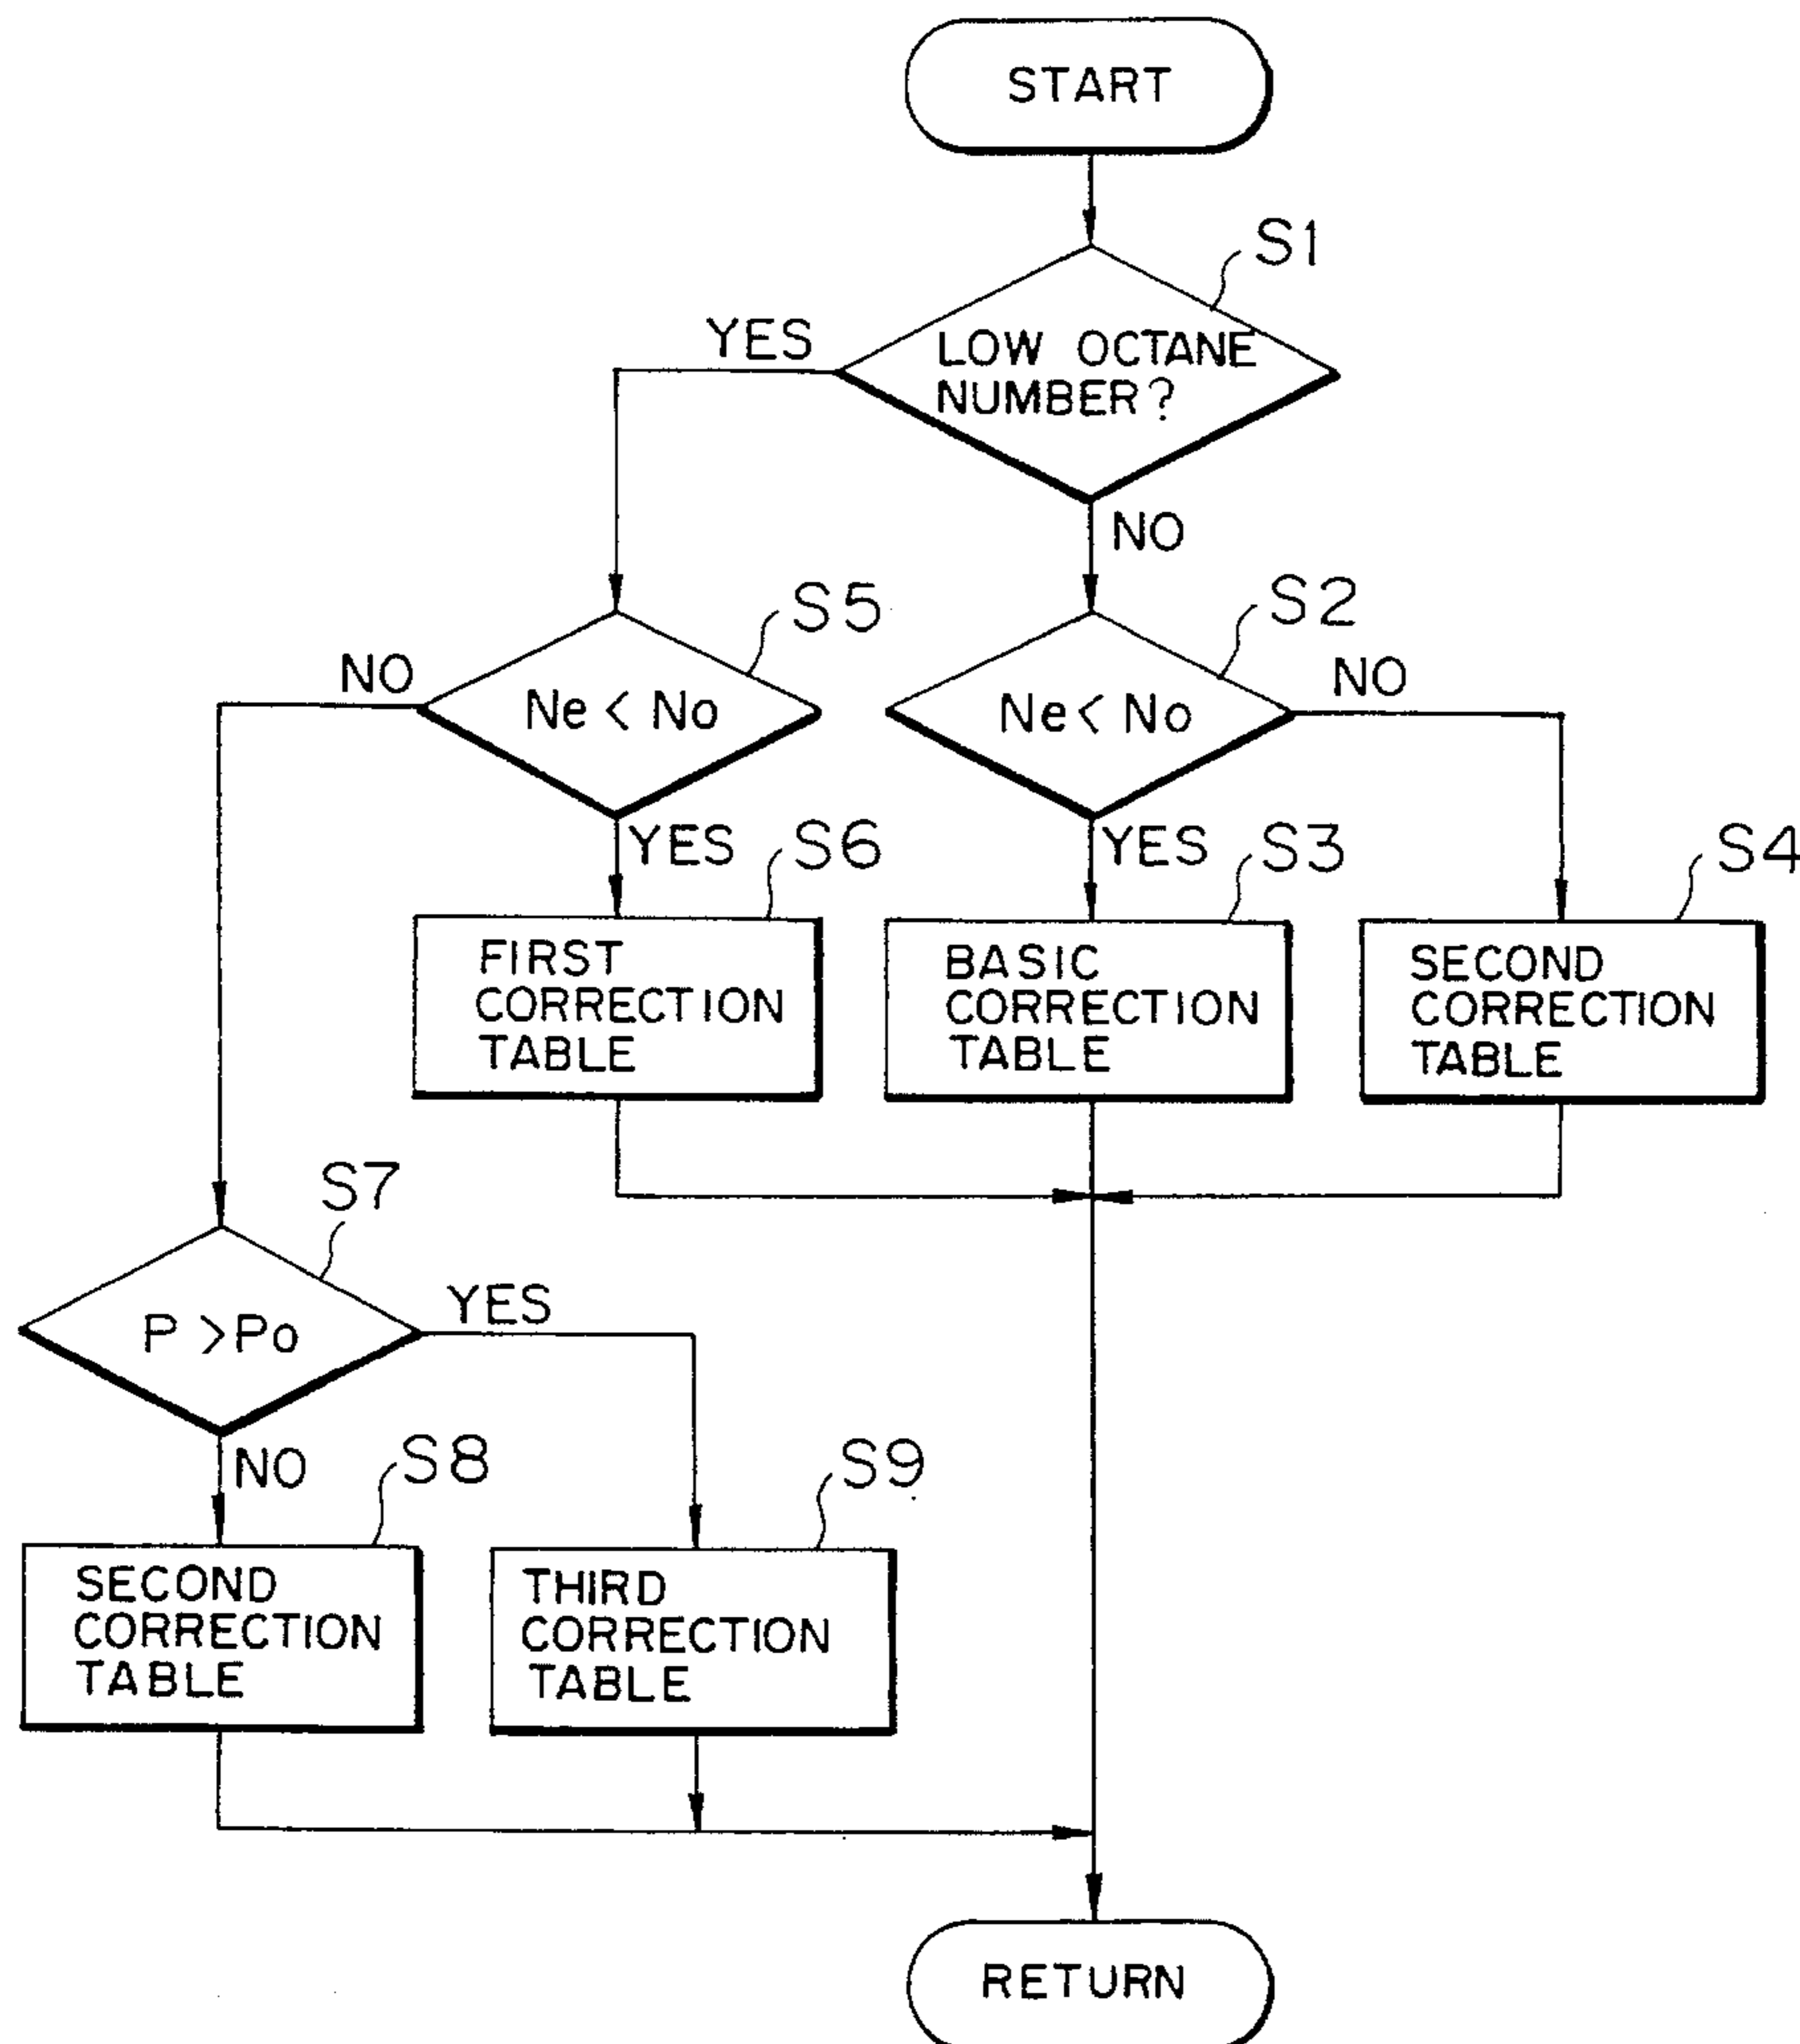 START
S1
YES
LOW OCTANE
NUMBER?
NO
S5
S2
NO
Ne < No
Ne < No
NO
YES
S6
YES
S3
S4
FIRST
CORRECTION
TABLE
BASIC
CORRECTION
TABLE
SECOND
CORRECTION
TABLE
S7
YES
P > Po
NO
S8
S9
SECOND
CORRECTION
TABLE
THIRD
CORRECTION
TABLE
RETURN